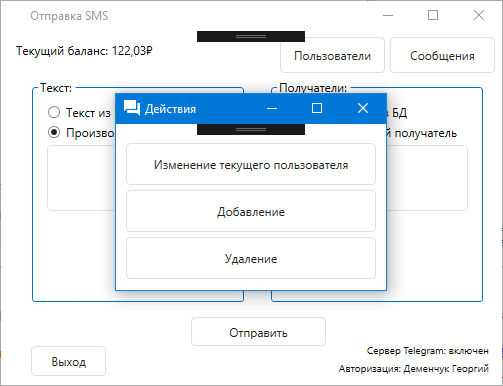 Отправка SMS
Текущий баланс: 122,03₽
Пользователи
Сообщения
Текст:
Получатели:
Текст из
БД
Произво
получатель
Действия
Изменение текущего пользователя
Добавление
Удаление
Отправить
Выход
Сервер Telegram: включен
Авторизация: Деменчук Георгий